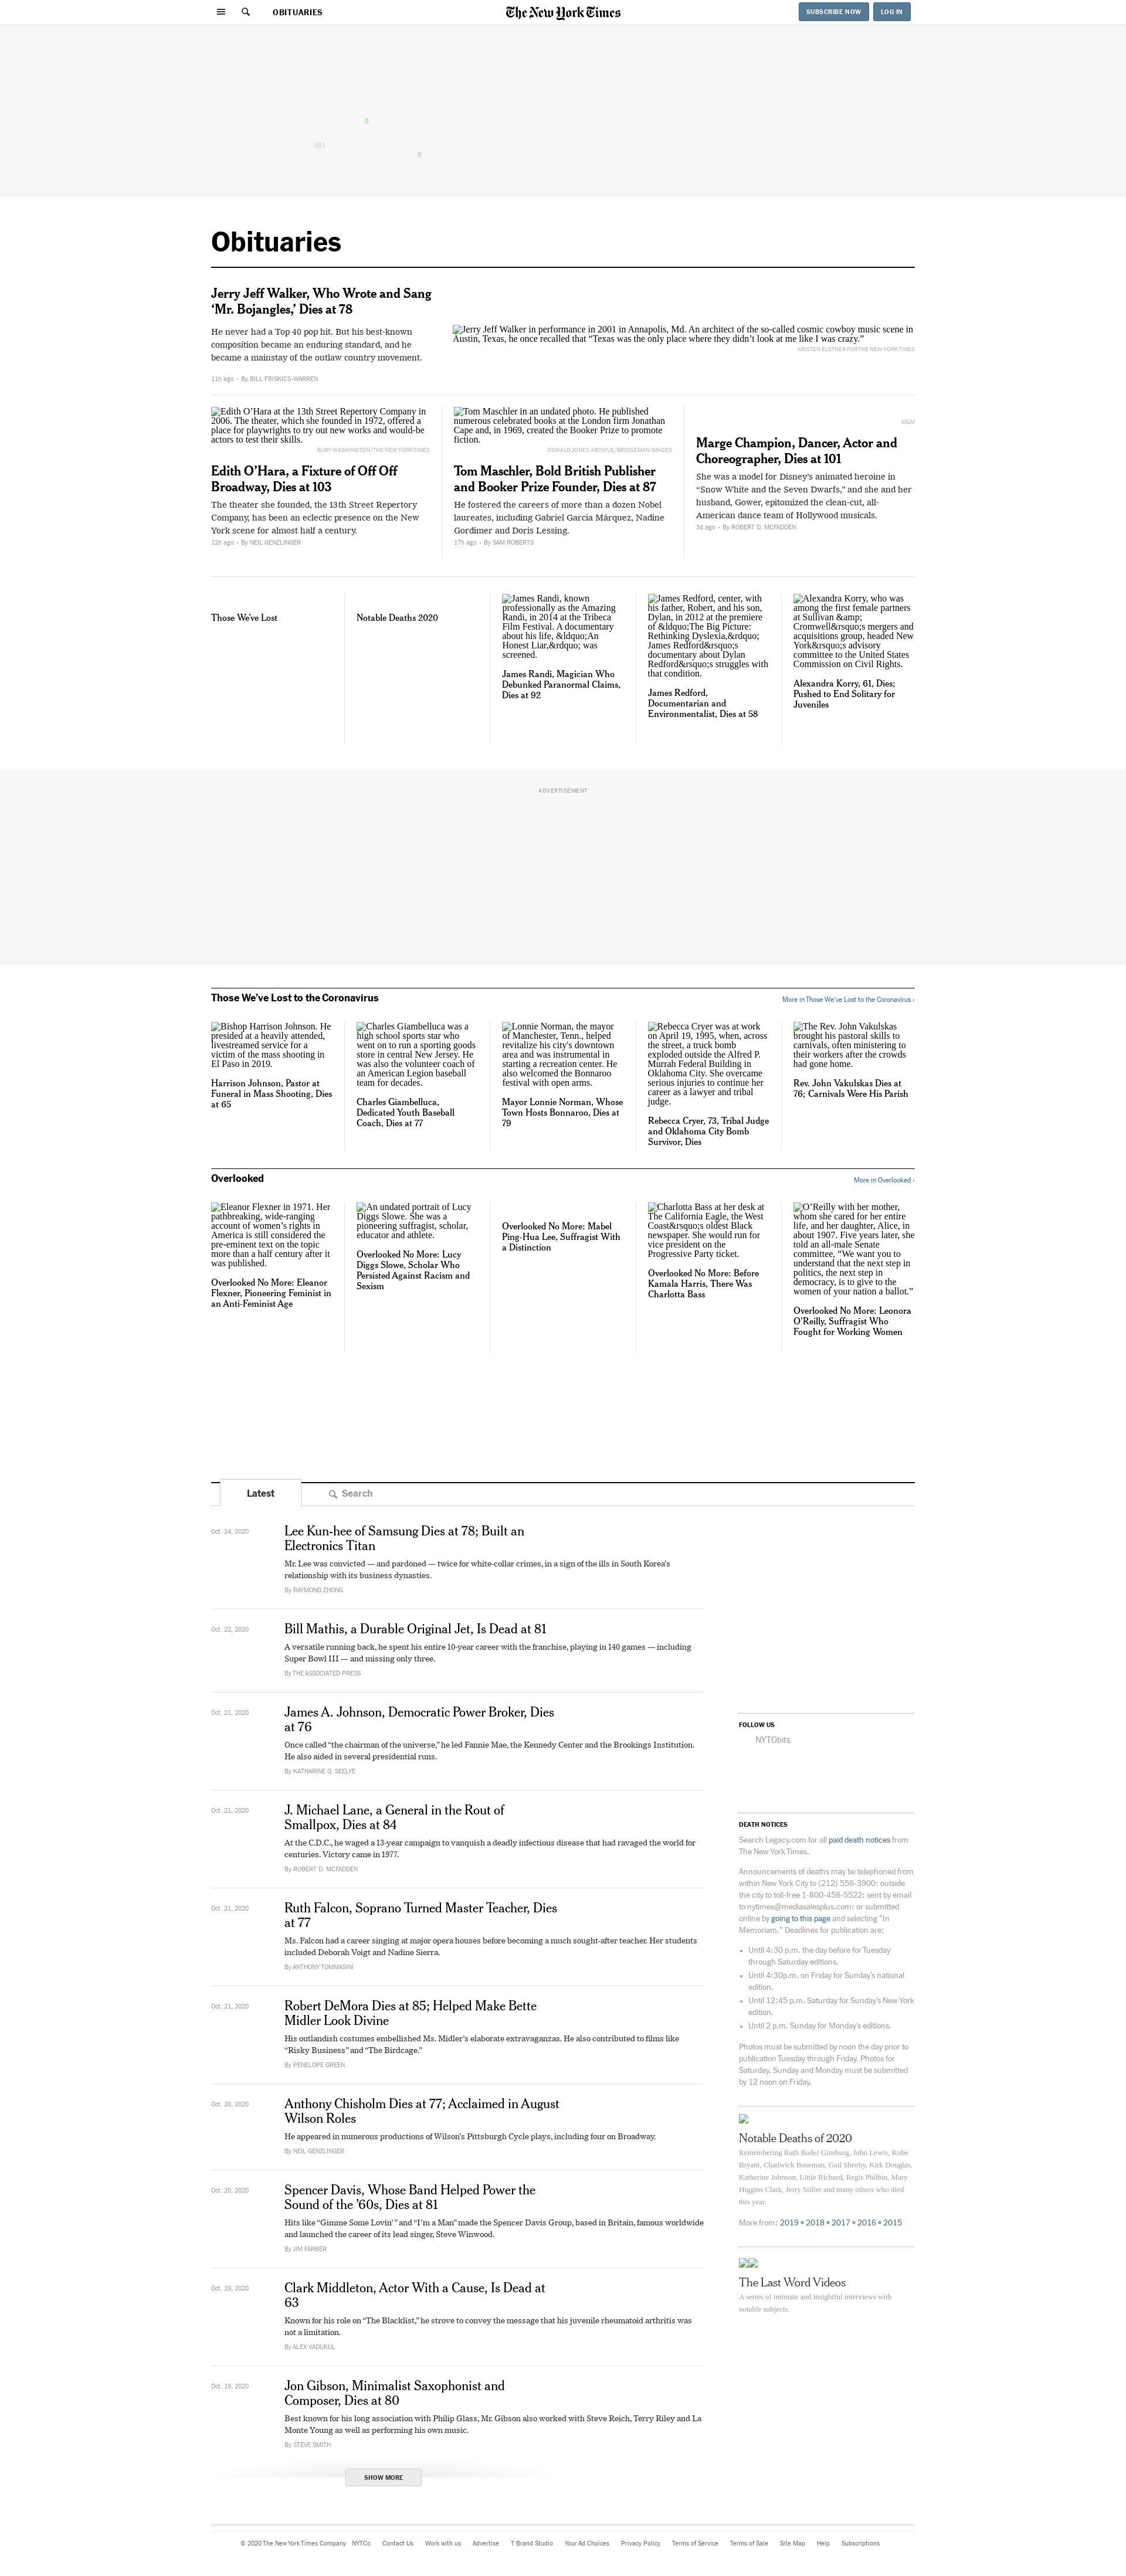 OBITUARIES
The New York Times
SUBSCRIBE NOW
LOG IN
0
001
0
Obituaries
Jerry Jeff Walker, Who Wrote and Sang
‘Mr. Bojangles,’ Dies at 78
He never had a Top 40 pop hit. But his best-known
composition became an enduring standard, and he
became a mainstay of the outlaw country movement.
11h ago • By BILL FRISKICS-WARREN
Jerry Jeff Walker in performance in 2001 in Annapolis, Md. An architect of the so-called cosmic cowboy music scene in
Austin, Texas, he once recalled that “Texas was the only place where they didn’t look at me like I was crazy.”
KRISTEN ELSTNER FOR THE NEW YORK TIMES
Edith O’Hara at the 13th Street Repertory Company in
2006. The theater, which she founded in 1972, offered a
place for playwrights to try out new works and would-be
actors to test their skills.
RUBY WASHINGTON/THE NEW YORK TIMES
Edith O’Hara, a Fixture of Off Off
Broadway, Dies at 103
The theater she founded, the 13th Street Repertory
Company, has been an eclectic presence on the New
York scene for almost half a century.
12h ago • By NEIL GENZLINGER
Tom Maschler in an undated photo. He published
numerous celebrated books at the London firm Jonathan
Cape and, in 1969, created the Booker Prize to promote
fiction.
OSWALD JONES ARCHIVE/BRIDGEMAN IMAGES
Tom Maschler, Bold British Publisher
and Booker Prize Founder, Dies at 87
He fostered the careers of more than a dozen Nobel
laureates, including Gabriel García Márquez, Nadine
Gordimer and Doris Lessing.
17h ago • By SAM ROBERTS
MGM
Marge Champion, Dancer, Actor and
Choreographer, Dies at 101
She was a model for Disney’s animated heroine in
“Snow White and the Seven Dwarfs,” and she and her
husband, Gower, epitomized the clean-cut, all-
American dance team of Hollywood musicals.
3d ago • By ROBERT D. MCFADDEN
Those We’ve Lost
Notable Deaths 2020
James Randi, known
professionally as the Amazing
Randi, in 2014 at the Tribeca
Film Festival. A documentary
about his life, &ldquo;An
Honest Liar,&rdquo; was
screened.
James Randi, Magician Who
Debunked Paranormal Claims,
Dies at 92
James Redford, center, with
his father, Robert, and his son,
Dylan, in 2012 at the premiere
of &ldquo;The Big Picture:
Rethinking Dyslexia,&rdquo;
James Redford&rsquo;s
documentary about Dylan
Redford&rsquo;s struggles with
that condition.
James Redford,
Documentarian and
Environmentalist, Dies at 58
Alexandra Korry, who was
among the first female partners
at Sullivan &amp;
Cromwell&rsquo;s mergers and
acquisitions group, headed New
York&rsquo;s advisory
committee to the United States
Commission on Civil Rights.
Alexandra Korry, 61, Dies;
Pushed to End Solitary for
Juveniles
ADVERTISEMENT
Those We’ve Lost to the Coronavirus
More in Those We’ve Lost to the Coronavirus ›
Bishop Harrison Johnson. He
presided at a heavily attended,
livestreamed service for a
victim of the mass shooting in
El Paso in 2019.
Harrison Johnson, Pastor at
Funeral in Mass Shooting, Dies
at 65
Charles Giambelluca was a
high school sports star who
went on to run a sporting goods
store in central New Jersey. He
was also the volunteer coach of
an American Legion baseball
team for decades.
Charles Giambelluca,
Dedicated Youth Baseball
Coach, Dies at 77
Lonnie Norman, the mayor
of Manchester, Tenn., helped
revitalize his city's downtown
area and was instrumental in
starting a recreation center. He
also welcomed the Bonnaroo
festival with open arms.
Mayor Lonnie Norman, Whose
Town Hosts Bonnaroo, Dies at
79
Rebecca Cryer was at work
on April 19, 1995, when, across
the street, a truck bomb
exploded outside the Alfred P.
Murrah Federal Building in
Oklahoma City. She overcame
serious injuries to continue her
career as a lawyer and tribal
judge.
Rebecca Cryer, 73, Tribal Judge
and Oklahoma City Bomb
Survivor, Dies
The Rev. John Vakulskas
brought his pastoral skills to
carnivals, often ministering to
their workers after the crowds
had gone home.
Rev. John Vakulskas Dies at
76; Carnivals Were His Parish
Overlooked
More in Overlooked ›
Eleanor Flexner in 1971. Her
pathbreaking, wide-ranging
account of women’s rights in
America is still considered the
pre-eminent text on the topic
more than a half century after it
was published.
Overlooked No More: Eleanor
Flexner, Pioneering Feminist in
an Anti-Feminist Age
An undated portrait of Lucy
Diggs Slowe. She was a
pioneering suffragist, scholar,
educator and athlete.
Overlooked No More: Lucy
Diggs Slowe, Scholar Who
Persisted Against Racism and
Sexism
Overlooked No More: Mabel
Ping-Hua Lee, Suffragist With
a Distinction
Charlotta Bass at her desk at
The California Eagle, the West
Coast&rsquo;s oldest Black
newspaper. She would run for
vice president on the
Progressive Party ticket.
Overlooked No More: Before
Kamala Harris, There Was
Charlotta Bass
O’Reilly with her mother,
whom she cared for her entire
life, and her daughter, Alice, in
about 1907. Five years later, she
told an all-male Senate
committee, “We want you to
understand that the next step in
politics, the next step in
democracy, is to give to the
women of your nation a ballot.”
Overlooked No More: Leonora
O’Reilly, Suffragist Who
Fought for Working Women
Latest
Search
Oct. 24, 2020
Lee Kun-hee of Samsung Dies at 78; Built an
Electronics Titan
Mr. Lee was convicted — and pardoned — twice for white-collar crimes, in a sign of the ills in South Korea’s
relationship with its business dynasties.
By RAYMOND ZHONG
Oct. 22, 2020
Bill Mathis, a Durable Original Jet, Is Dead at 81
A versatile running back, he spent his entire 10-year career with the franchise, playing in 140 games — including
Super Bowl III — and missing only three.
By THE ASSOCIATED PRESS
Oct. 21, 2020
James A. Johnson, Democratic Power Broker, Dies
at 76
Once called “the chairman of the universe,” he led Fannie Mae, the Kennedy Center and the Brookings Institution.
He also aided in several presidential runs.
By KATHARINE Q. SEELYE
Oct. 21, 2020
J. Michael Lane, a General in the Rout of
Smallpox, Dies at 84
At the C.D.C., he waged a 13-year campaign to vanquish a deadly infectious disease that had ravaged the world for
centuries. Victory came in 1977.
By ROBERT D. MCFADDEN
Oct. 21, 2020
Ruth Falcon, Soprano Turned Master Teacher, Dies
at 77
Ms. Falcon had a career singing at major opera houses before becoming a much sought-after teacher. Her students
included Deborah Voigt and Nadine Sierra.
By ANTHONY TOMMASINI
Oct. 21, 2020
Robert DeMora Dies at 85; Helped Make Bette
Midler Look Divine
His outlandish costumes embellished Ms. Midler’s elaborate extravaganzas. He also contributed to films like
“Risky Business” and “The Birdcage.”
By PENELOPE GREEN
Oct. 20, 2020
Anthony Chisholm Dies at 77; Acclaimed in August
Wilson Roles
He appeared in numerous productions of Wilson’s Pittsburgh Cycle plays, including four on Broadway.
By NEIL GENZLINGER
Oct. 20, 2020
Spencer Davis, Whose Band Helped Power the
Sound of the ’60s, Dies at 81
Hits like “Gimme Some Lovin’ ” and “I’m a Man” made the Spencer Davis Group, based in Britain, famous worldwide
and launched the career of its lead singer, Steve Winwood.
By JIM FARBER
Oct. 19, 2020
Clark Middleton, Actor With a Cause, Is Dead at
63
Known for his role on “The Blacklist,” he strove to convey the message that his juvenile rheumatoid arthritis was
not a limitation.
By ALEX VADUKUL
Oct. 19, 2020
Jon Gibson, Minimalist Saxophonist and
Composer, Dies at 80
Best known for his long association with Philip Glass, Mr. Gibson also worked with Steve Reich, Terry Riley and La
Monte Young as well as performing his own music.
By STEVE SMITH
SHOW MORE
FOLLOW US
NYTObits
DEATH NOTICES
Search Legacy.com for all paid death notices from
The New York Times.
Announcements of deaths may be telephoned from
within New York City to (212) 556-3900; outside
the city to toll-free 1-800-458-5522; sent by email
to nytimes@mediasalesplus.com; or submitted
online by going to this page and selecting "In
Memoriam." Deadlines for publication are:
• Until 4:30 p.m. the day before for Tuesday
through Saturday editions.
• Until 4:30p.m. on Friday for Sunday’s national
edition.
• Until 12:45 p.m. Saturday for Sunday’s New York
edition.
• Until 2 p.m. Sunday for Monday’s editions.
Photos must be submitted by noon the day prior to
publication Tuesday through Friday. Photos for
Saturday, Sunday and Monday must be submitted
by 12 noon on Friday.
Notable Deaths of 2020
Remembering Ruth Bader Ginsburg, John Lewis, Kobe
Bryant, Chadwick Boseman, Gail Sheehy, Kirk Douglas,
Katherine Johnson, Little Richard, Regis Philbin, Mary
Higgins Clark, Jerry Stiller and many others who died
this year.
More from: 2019 • 2018 • 2017 • 2016 • 2015
The Last Word Videos
A series of intimate and insightful interviews with
notable subjects.
© 2020 The New York Times Company NYTCo Contact Us Work with us Advertise T Brand Studio Your Ad Choices Privacy Policy Terms of Service Terms of Sale Site Map Help Subscriptions